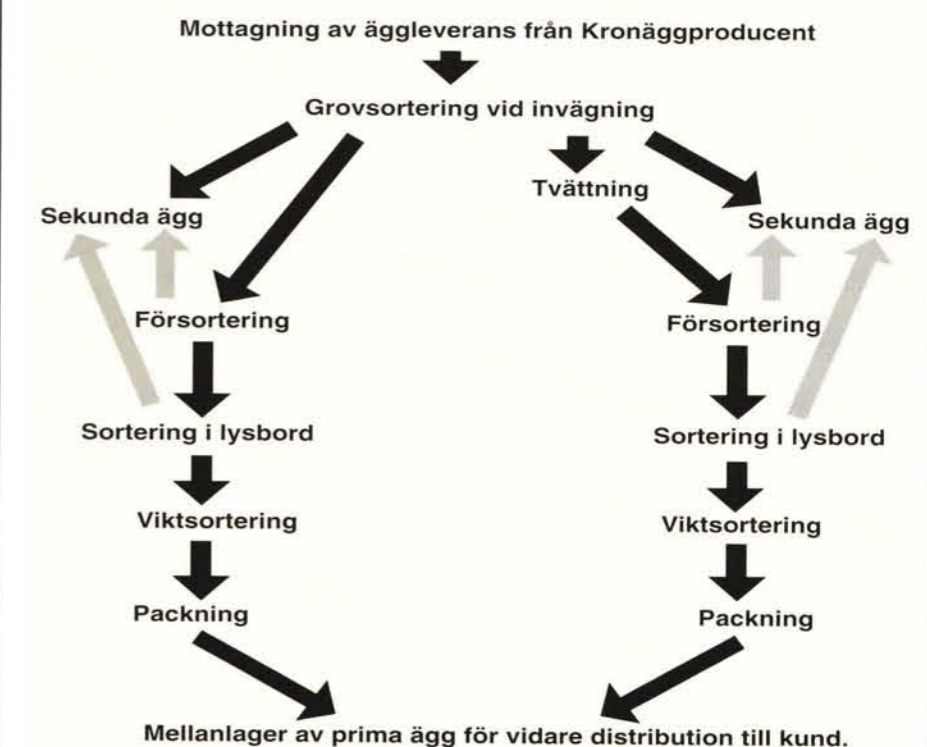 Mottagning av äggleverans från Kronäggproducent
Grovsortering vid invägning
Tvättning
Sekunda ägg
Sekunda ägg
Försortering
Försortering
Sortering i lysbord
Sortering i lysbord
Viktsortering
Viktsortering
Packning
Packning
Mellanlager av prima ägg för vidare distribution till kund.